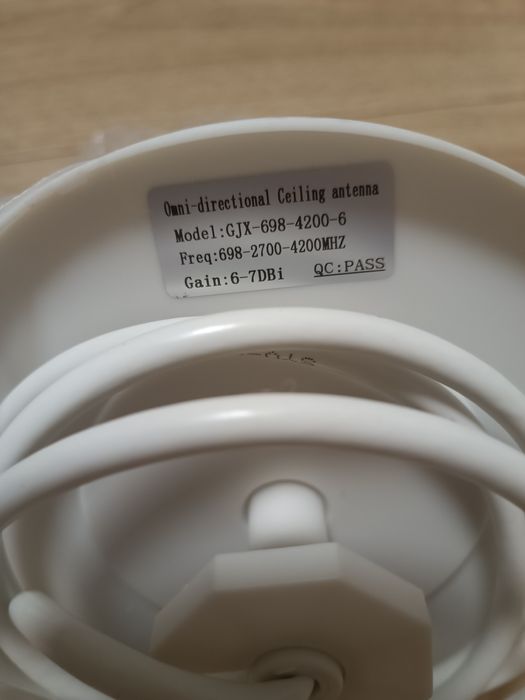 Omni-directional Ceiling antenna
Model:GJX-698-4200-6
Freq:698-2700-4200MHZ
Gain:6-7DBi QC:PASS